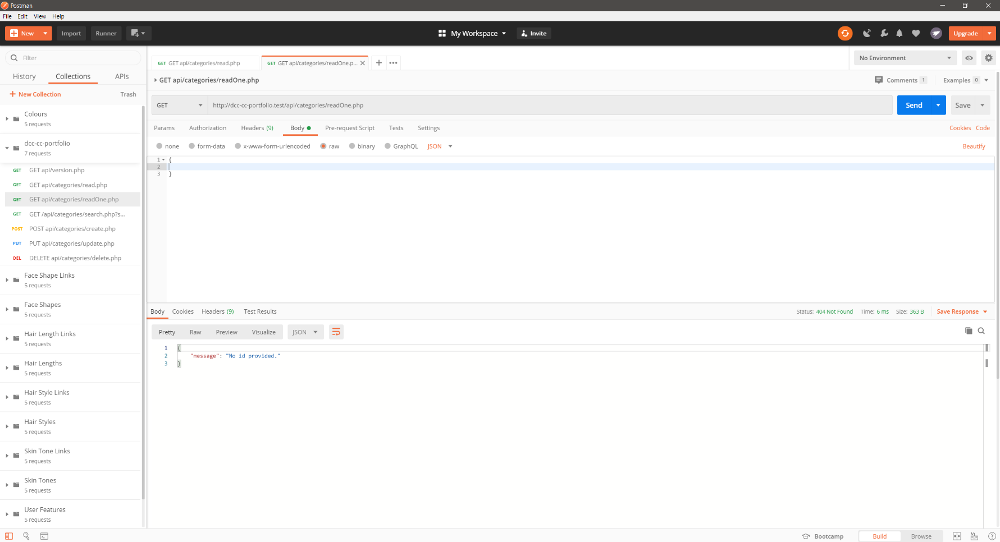 Postman
File Edit View Help
New Import Runner My Workspace Invite Upgrade
Filter
History Collections APIs
New Collection Trash
Colours
5 requests
dcc-cc-portfolio
7 requests
GET GET api/version.php
GET GET api/categories/read.php
GET GET api/categories/readOne.php
GET GET /api/categories/search.php?s...
POST POST api/categories/create.php
PUT PUT api/categories/update.php
DEL DELETE api/categories/delete.php
Face Shape Links
5 requests
Face Shapes
5 requests
Hair Length Links
5 requests
Hair Lengths
5 requests
Hair Style Links
5 requests
Hair Styles
5 requests
Skin Tone Links
5 requests
Skin Tones
5 requests
User Features
5 requests
GET GET api/categories/read.php GET GET api/categories/readOne.p... No Environment
GET api/categories/readOne.php Comments 1 Examples 0
GET http://dcc-cc-portfolio.test/api/categories/readOne.php Send Save
Params Authorization Headers (9) Body Pre-request Script Tests Settings Cookies Code
none form-data x-www-form-urlencoded raw binary GraphQL JSON Beautify
1 {
2
3 }
Body Cookies Headers (9) Test Results Status: 404 Not Found Time: 6 ms Size: 363 B Save Response
Pretty Raw Preview Visualize JSON
1 {
2 "message": "No id provided."
3 }
Bootcamp Build Browse